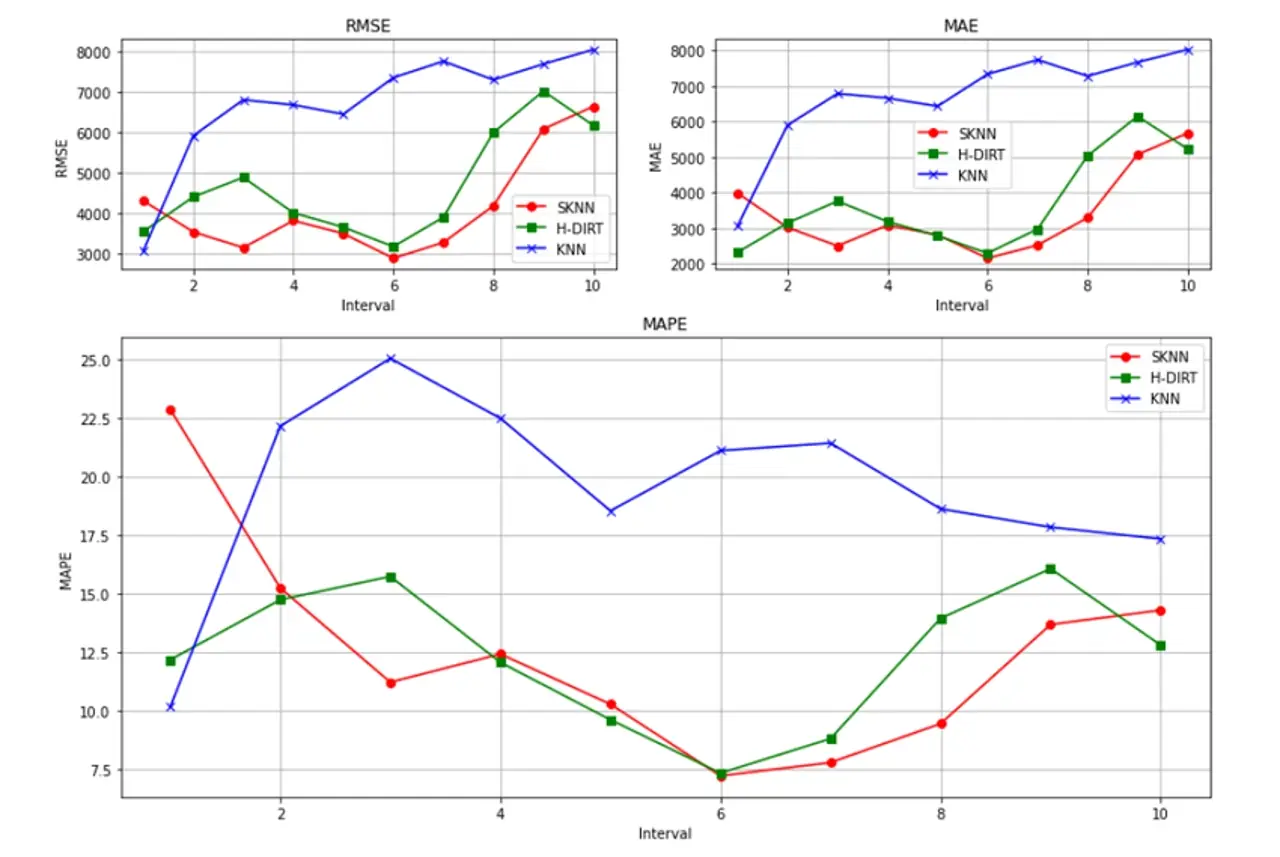 RMSE
8000
7000
6000
5000
4000
3000
RMSE
SKNN
H-DIRT
KNN
2 4 6 8 10
Interval
MAE
8000
7000
6000
5000
4000
3000
2000
MAE
SKNN
H-DIRT
KNN
2 4 6 8 10
Interval
MAPE
25.0
22.5
20.0
17.5
15.0
12.5
10.0
7.5
MAPE
SKNN
H-DIRT
KNN
2 4 6 8 10
Interval